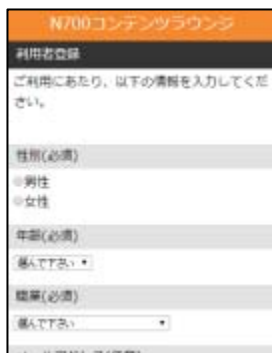 N700コンテンツラウンジ
利用者登録
ご利用にあたり、以下の情報を入力してくだ
さい。
性別(必須)
男性
女性
年齢(必須)
選んで下さい
職業(必須)
選んで下さい